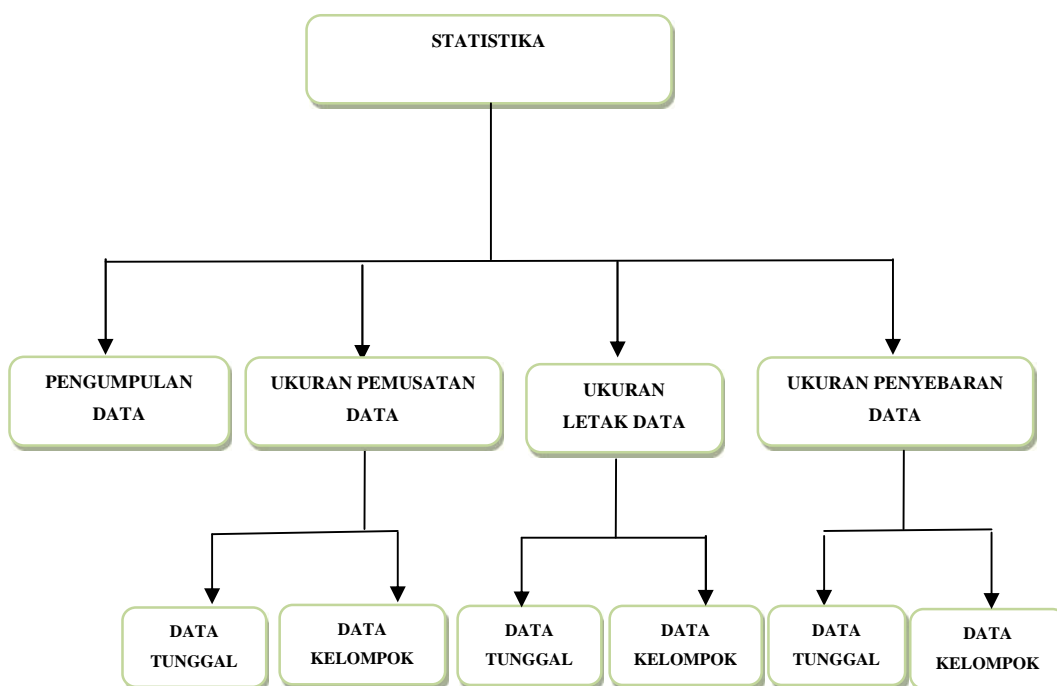 STATISTIKA
PENGUMPULAN
DATA
UKURAN PEMUSATAN
DATA
UKURAN
LETAK DATA
UKURAN PENYEBARAN
DATA
DATA
TUNGGAL
DATA
KELOMPOK
DATA
TUNGGAL
DATA
KELOMPOK
DATA
TUNGGAL
DATA
KELOMPOK